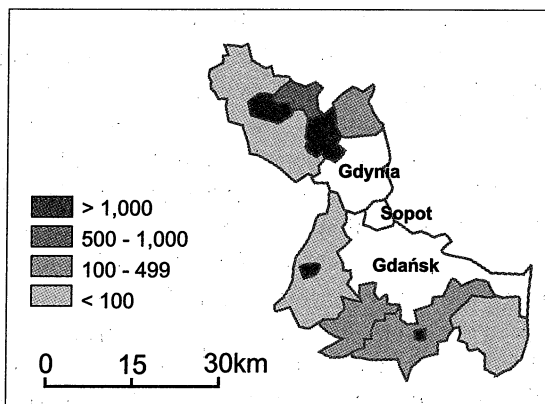 Gdynia
Sopot
Gdańsk
> 1,000
500 - 1,000
100 - 499
< 100
0 15 30km